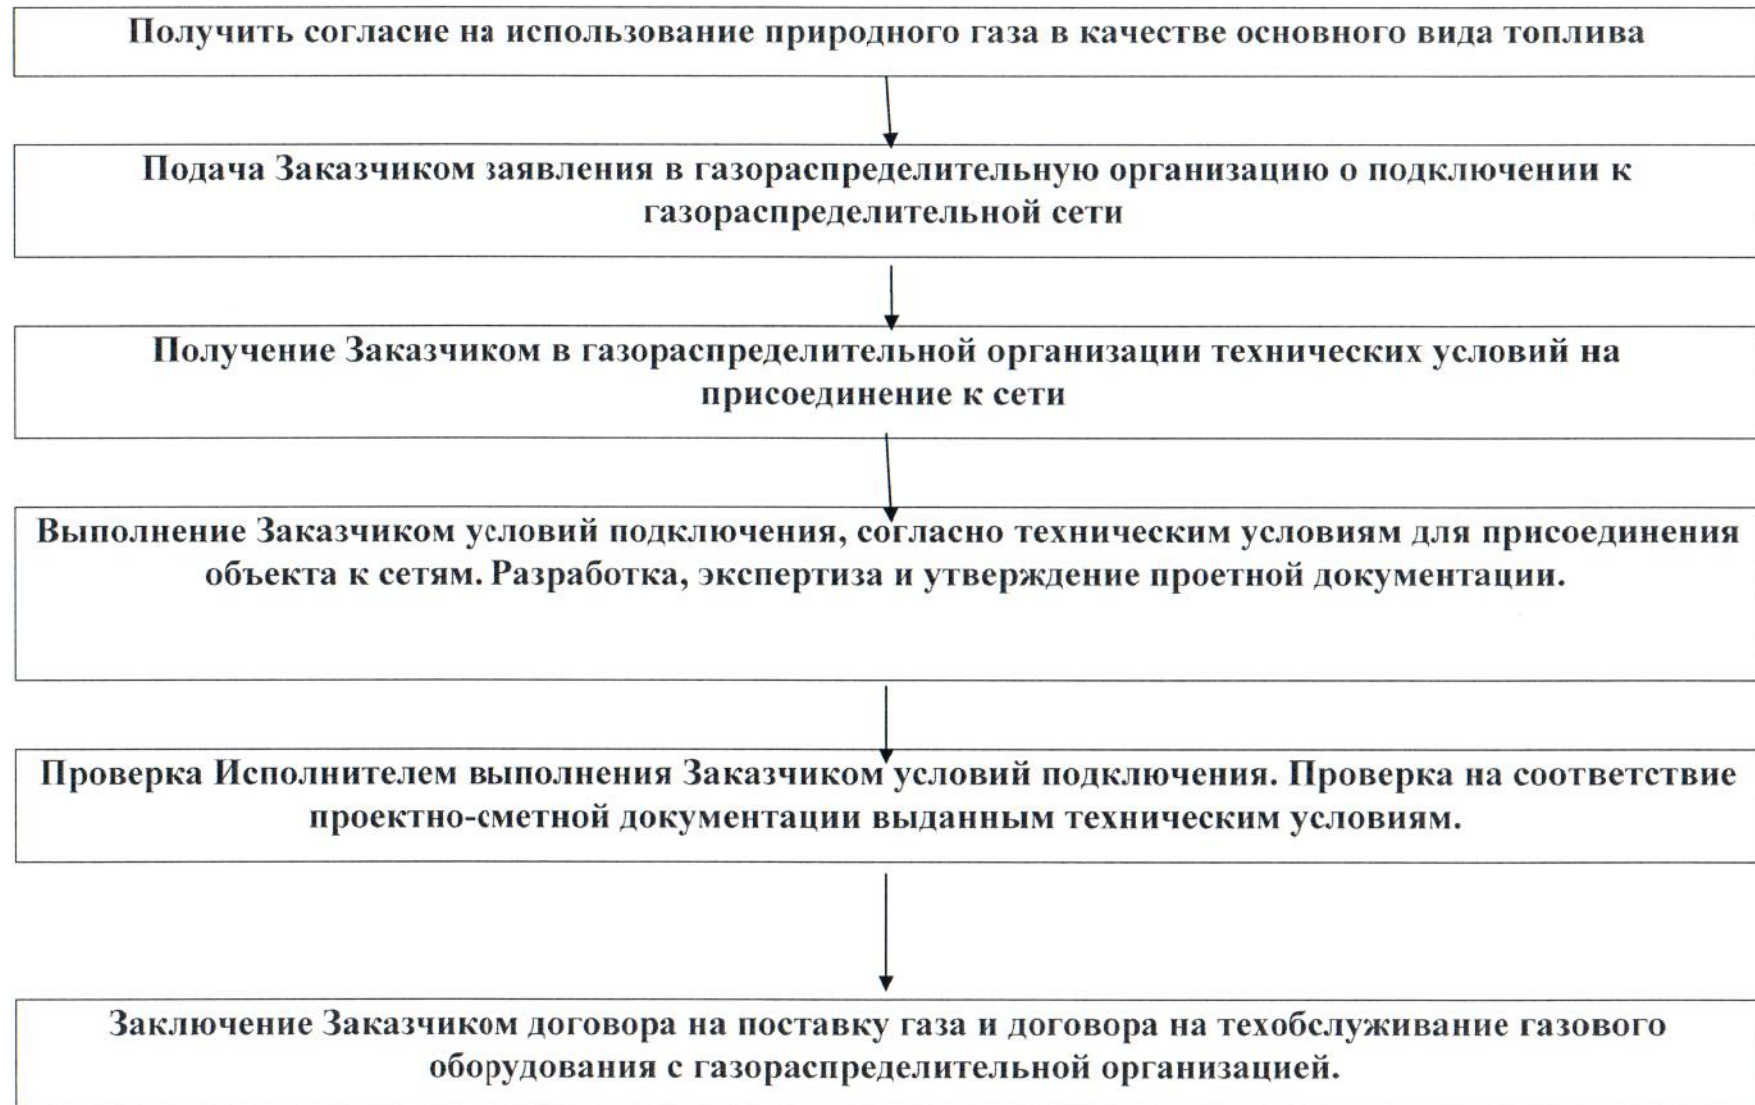 Получить согласие на использование природного газа в качестве основного вида топлива
Подача Заказчиком заявления в газораспределительную организацию о подключении к
газораспределительной сети
Получение Заказчиком в газораспределительной организации технических условий на
присоединение к сети
Выполнение Заказчиком условий подключения, согласно техническим условиям для присоединения
объекта к сетям. Разработка, экспертиза и утверждение проетной документации.
Проверка Исполнителем выполнения Заказчиком условий подключения. Проверка на соответствие
проектно-сметной документации выданным техническим условиям.
Заключение Заказчиком договора на поставку газа и договора на техобслуживание газового
оборудования с газораспределительной организацией.